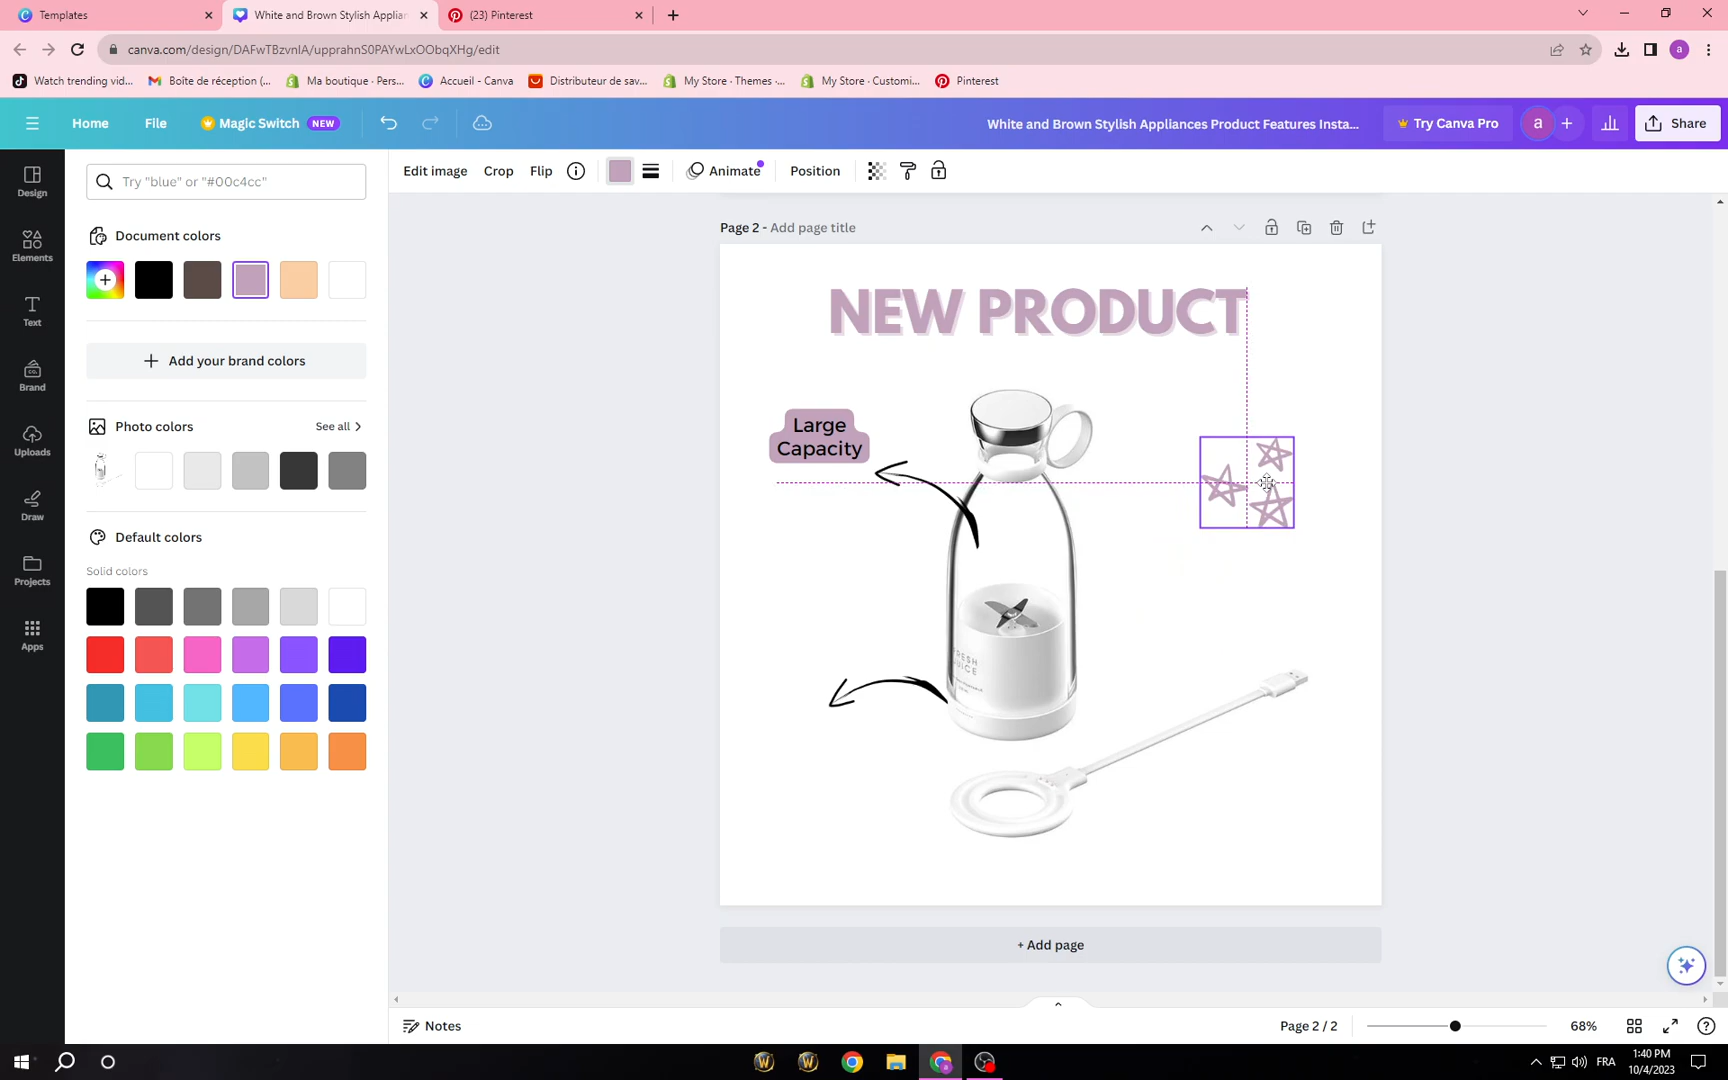 Templates
White and Brown Stylish Applian
(23) Pinterest
canva.com/design/DAFwTBzvnIA/upprahnS0PAYwLxOObqXHg/edit
a
Watch trending vid...
Boîte de réception (...
Ma boutique · Pers...
Accueil - Canva
Distributeur de sav...
My Store · Themes ·...
My Store · Customi...
Pinterest
Home
File
Magic Switch
NEW
White and Brown Stylish Appliances Product Features Insta...
Try Canva Pro
a
Share
Design
Elements
Text
Brand
Uploads
Draw
Projects
Apps
Try "blue" or "#00c4cc"
Document colors
Add your brand colors
Photo colors
See all
Default colors
Solid colors
Edit image
Crop
Flip
Animate
Position
Page 2 - Add page title
NEW PRODUCT
Large
Capacity
FRESH
JUICE
+ Add page
Notes
Page 2 / 2
68%
FRA
1:40 PM
10/4/2023